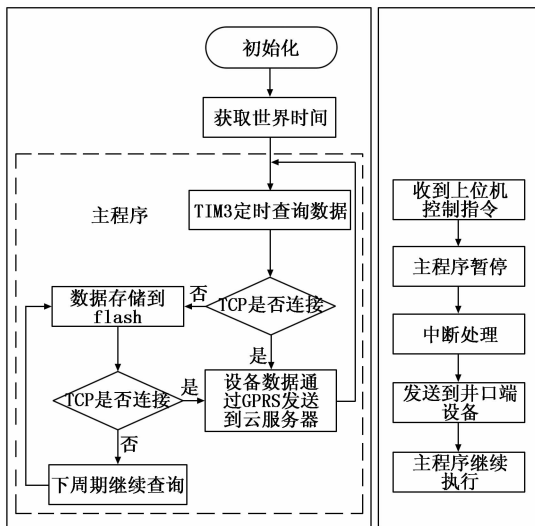 初始化
获取世界时间
主程序
TIM3定时查询数据
TCP是否连接
否
数据存储到
flash
是
TCP是否连接
是
设备数据通
过GPRS发送
到云服务器
否
下周期继续查询
收到上位机
控制指令
主程序暂停
中断处理
发送到井口端
设备
主程序继续
执行